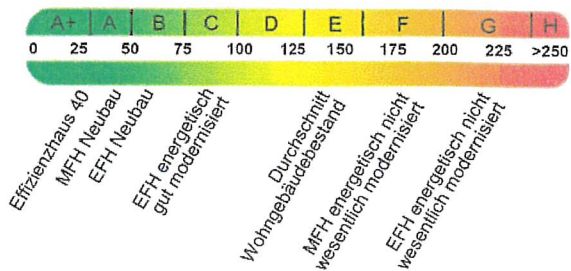 A+ A B C D E F G H
0 25 50 75 100 125 150 175 200 225 >250
Effizienzhaus 40
MFH Neubau
EFH Neubau
EFH energetisch
gut modernisiert
Durchschnitt
Wohngebäudebestand
MFH energetisch nicht
wesentlich modernisiert
EFH energetisch nicht
wesentlich modernisiert